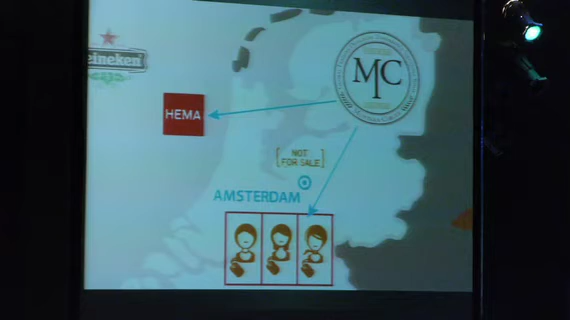 Heineken
MC
HEMA
[NOT
FOR SALE]
AMSTERDAM